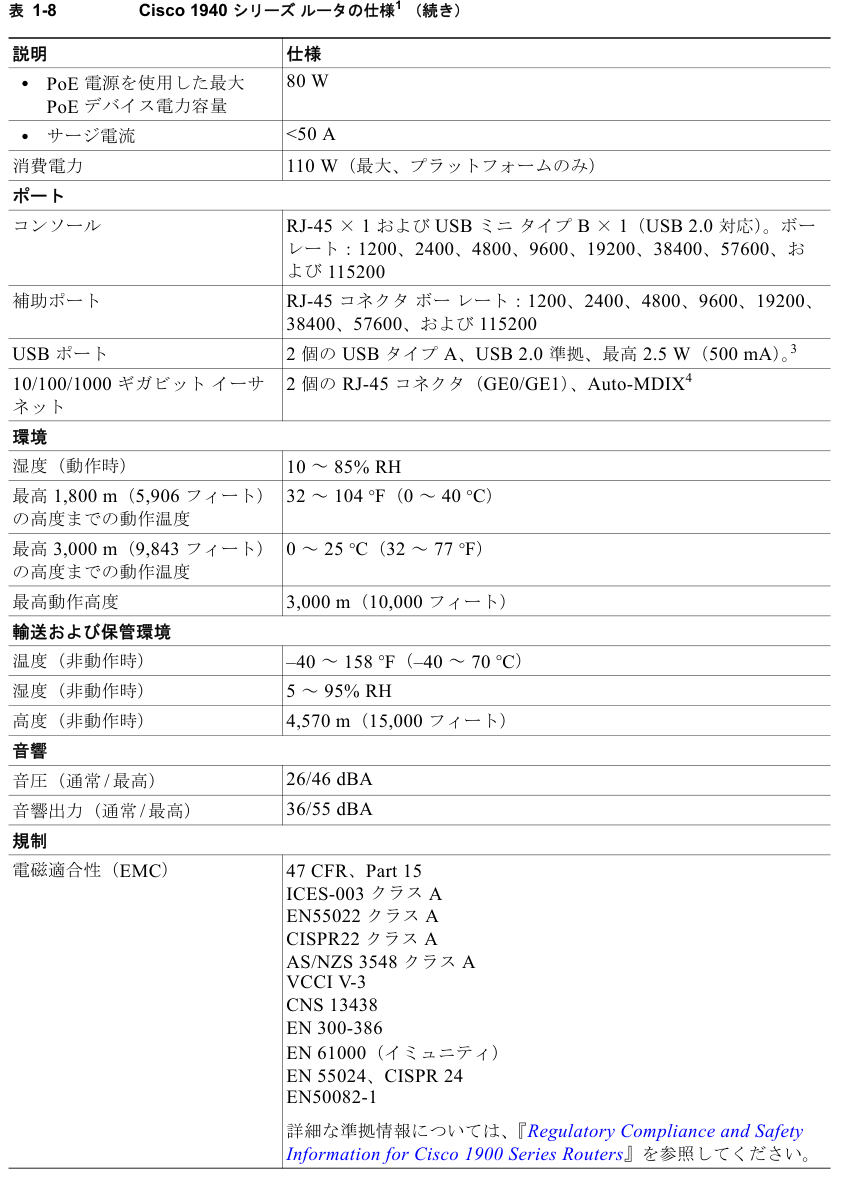 表 1-8 Cisco 1940 シリーズ ルータの仕様1 （続き）
説明 仕様
• PoE 電源を使用した最大 80 W
PoE デバイス電力容量
• サージ電流 <50 A
消費電力 110 W（最大、プラットフォームのみ）
ポート
コンソール RJ-45 × 1 および USB ミニ タイプ B × 1（USB 2.0 対応）。ボー
レート：1200、2400、4800、9600、19200、38400、57600、お
よび 115200
補助ポート RJ-45 コネクタ ボー レート：1200、2400、4800、9600、19200、
38400、57600、および 115200
USB ポート 2 個の USB タイプ A、USB 2.0 準拠、最高 2.5 W（500 mA）。3
10/100/1000 ギガビット イーサ 2 個の RJ-45 コネクタ（GE0/GE1）、Auto-MDIX4
ネット
環境
湿度（動作時） 10 ～ 85% RH
最高 1,800 m（5,906 フィート） 32 ～ 104 °F（0 ～ 40 °C）
の高度までの動作温度
最高 3,000 m（9,843 フィート） 0 ～ 25 °C（32 ～ 77 °F）
の高度までの動作温度
最高動作高度 3,000 m（10,000 フィート）
輸送および保管環境
温度（非動作時） –40 ～ 158 °F（–40 ～ 70 °C）
湿度（非動作時） 5 ～ 95% RH
高度（非動作時） 4,570 m（15,000 フィート）
音響
音圧（通常 / 最高） 26/46 dBA
音響出力（通常 / 最高） 36/55 dBA
規制
電磁適合性（EMC） 47 CFR、Part 15
ICES-003 クラス A
EN55022 クラス A
CISPR22 クラス A
AS/NZS 3548 クラス A
VCCI V-3
CNS 13438
EN 300-386
EN 61000（イミュニティ）
EN 55024、CISPR 24
EN50082-1
詳細な準拠情報については、『Regulatory Compliance and Safety
Information for Cisco 1900 Series Routers』を参照してください。